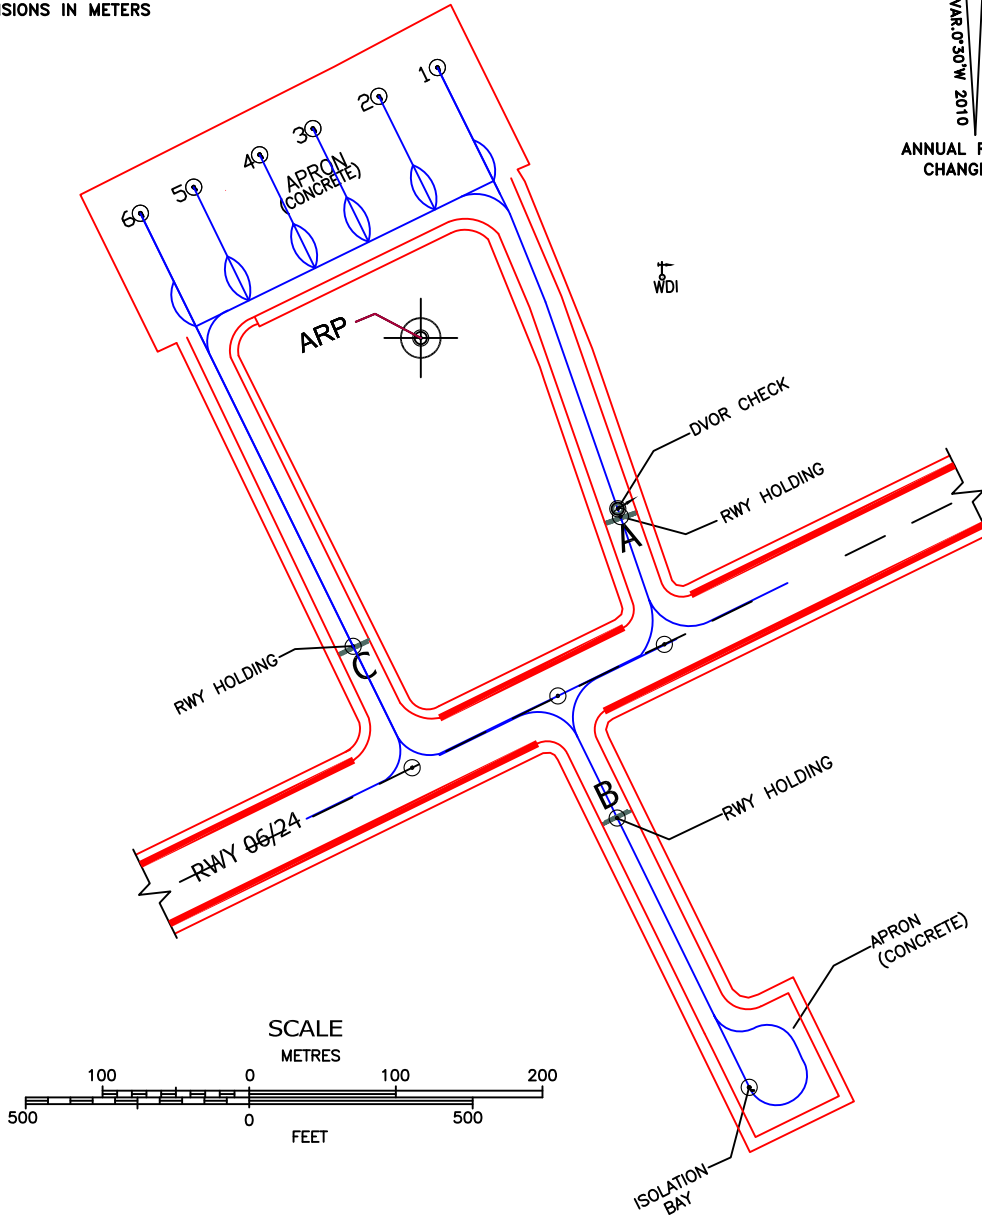 SIONS IN METERS
VAR.0°30'W 2010
ANNUAL
CHANGE
1
2
3
4
5
6
APRON
(CONCRETE)
WDI
ARP
DVOR CHECK
RWY HOLDING
A
RWY HOLDING
C
RWY HOLDING
B
RWY 06/24
APRON
(CONCRETE)
SCALE
METRES
100 0 100 200
500 0 500
FEET
ISOLATION
BAY